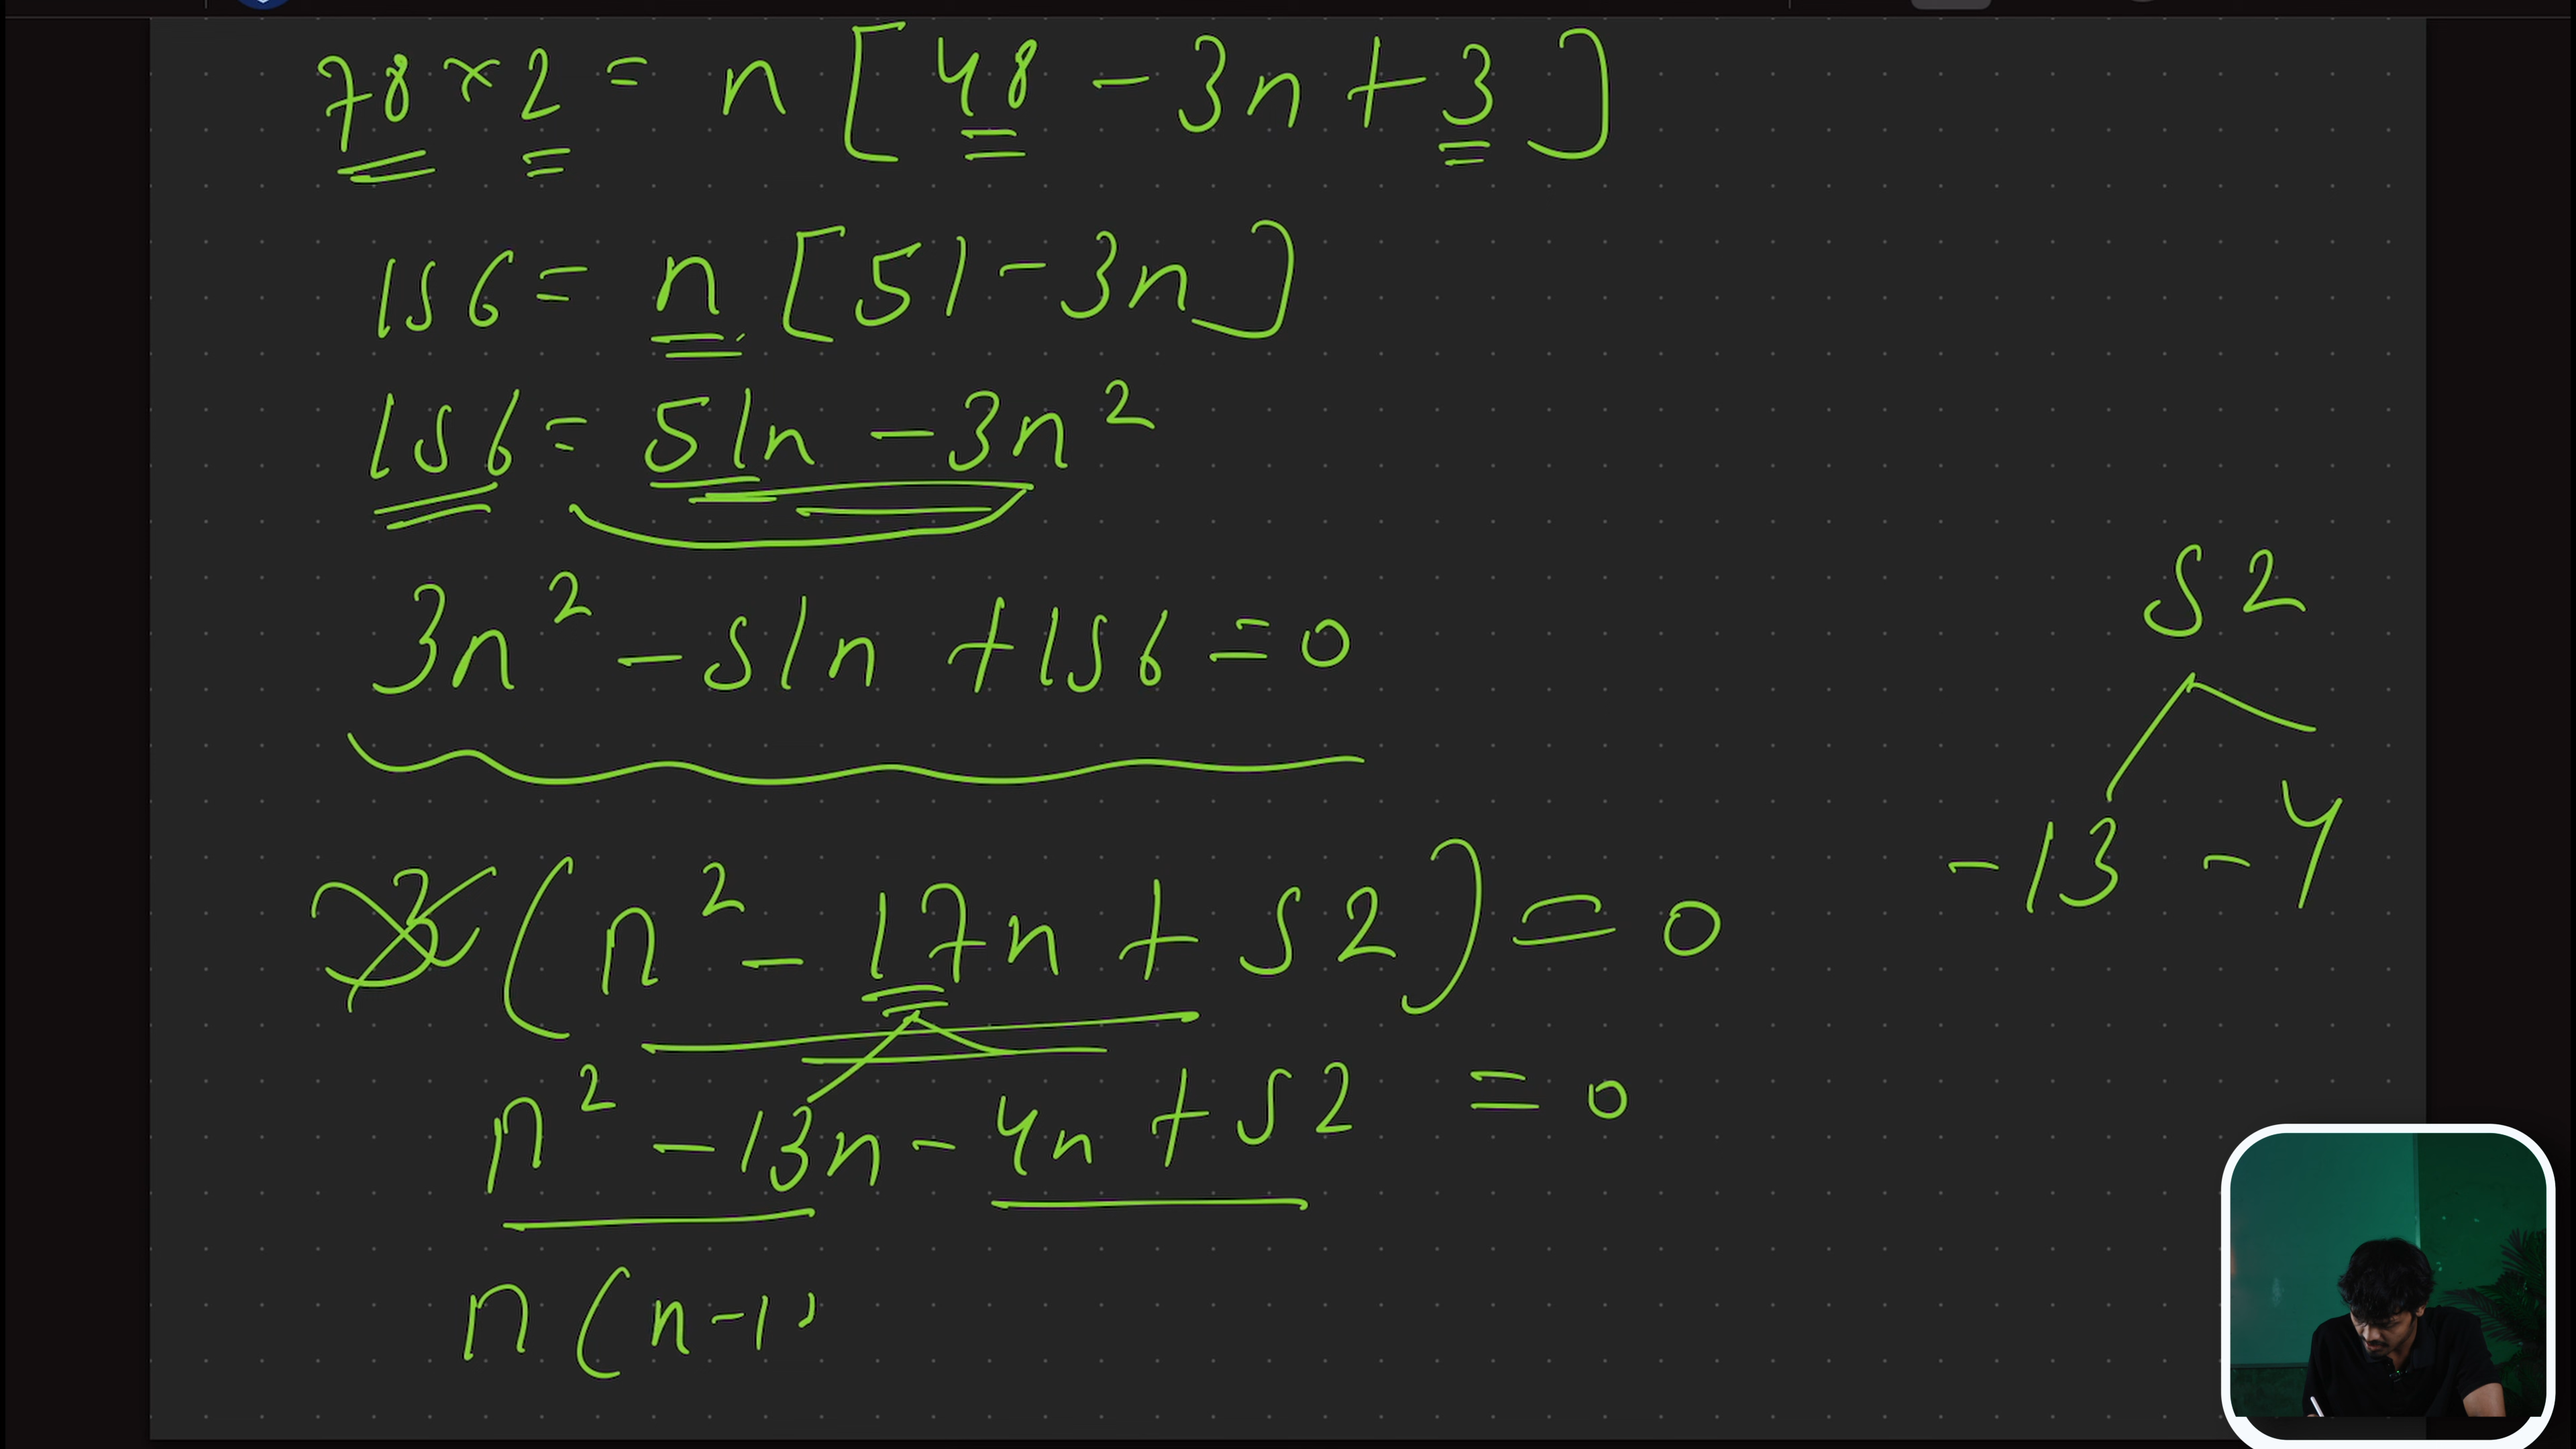 78 × 2 = n [ 48 - 3n + 3 ]
156 = n [ 51 - 3n ]
156 = 51n - 3n²
3n² - 51n + 156 = 0
52
-13 -4
3 ( n² - 17n + 52 ) = 0
n² - 13n - 4n + 52 = 0
n ( n - 1